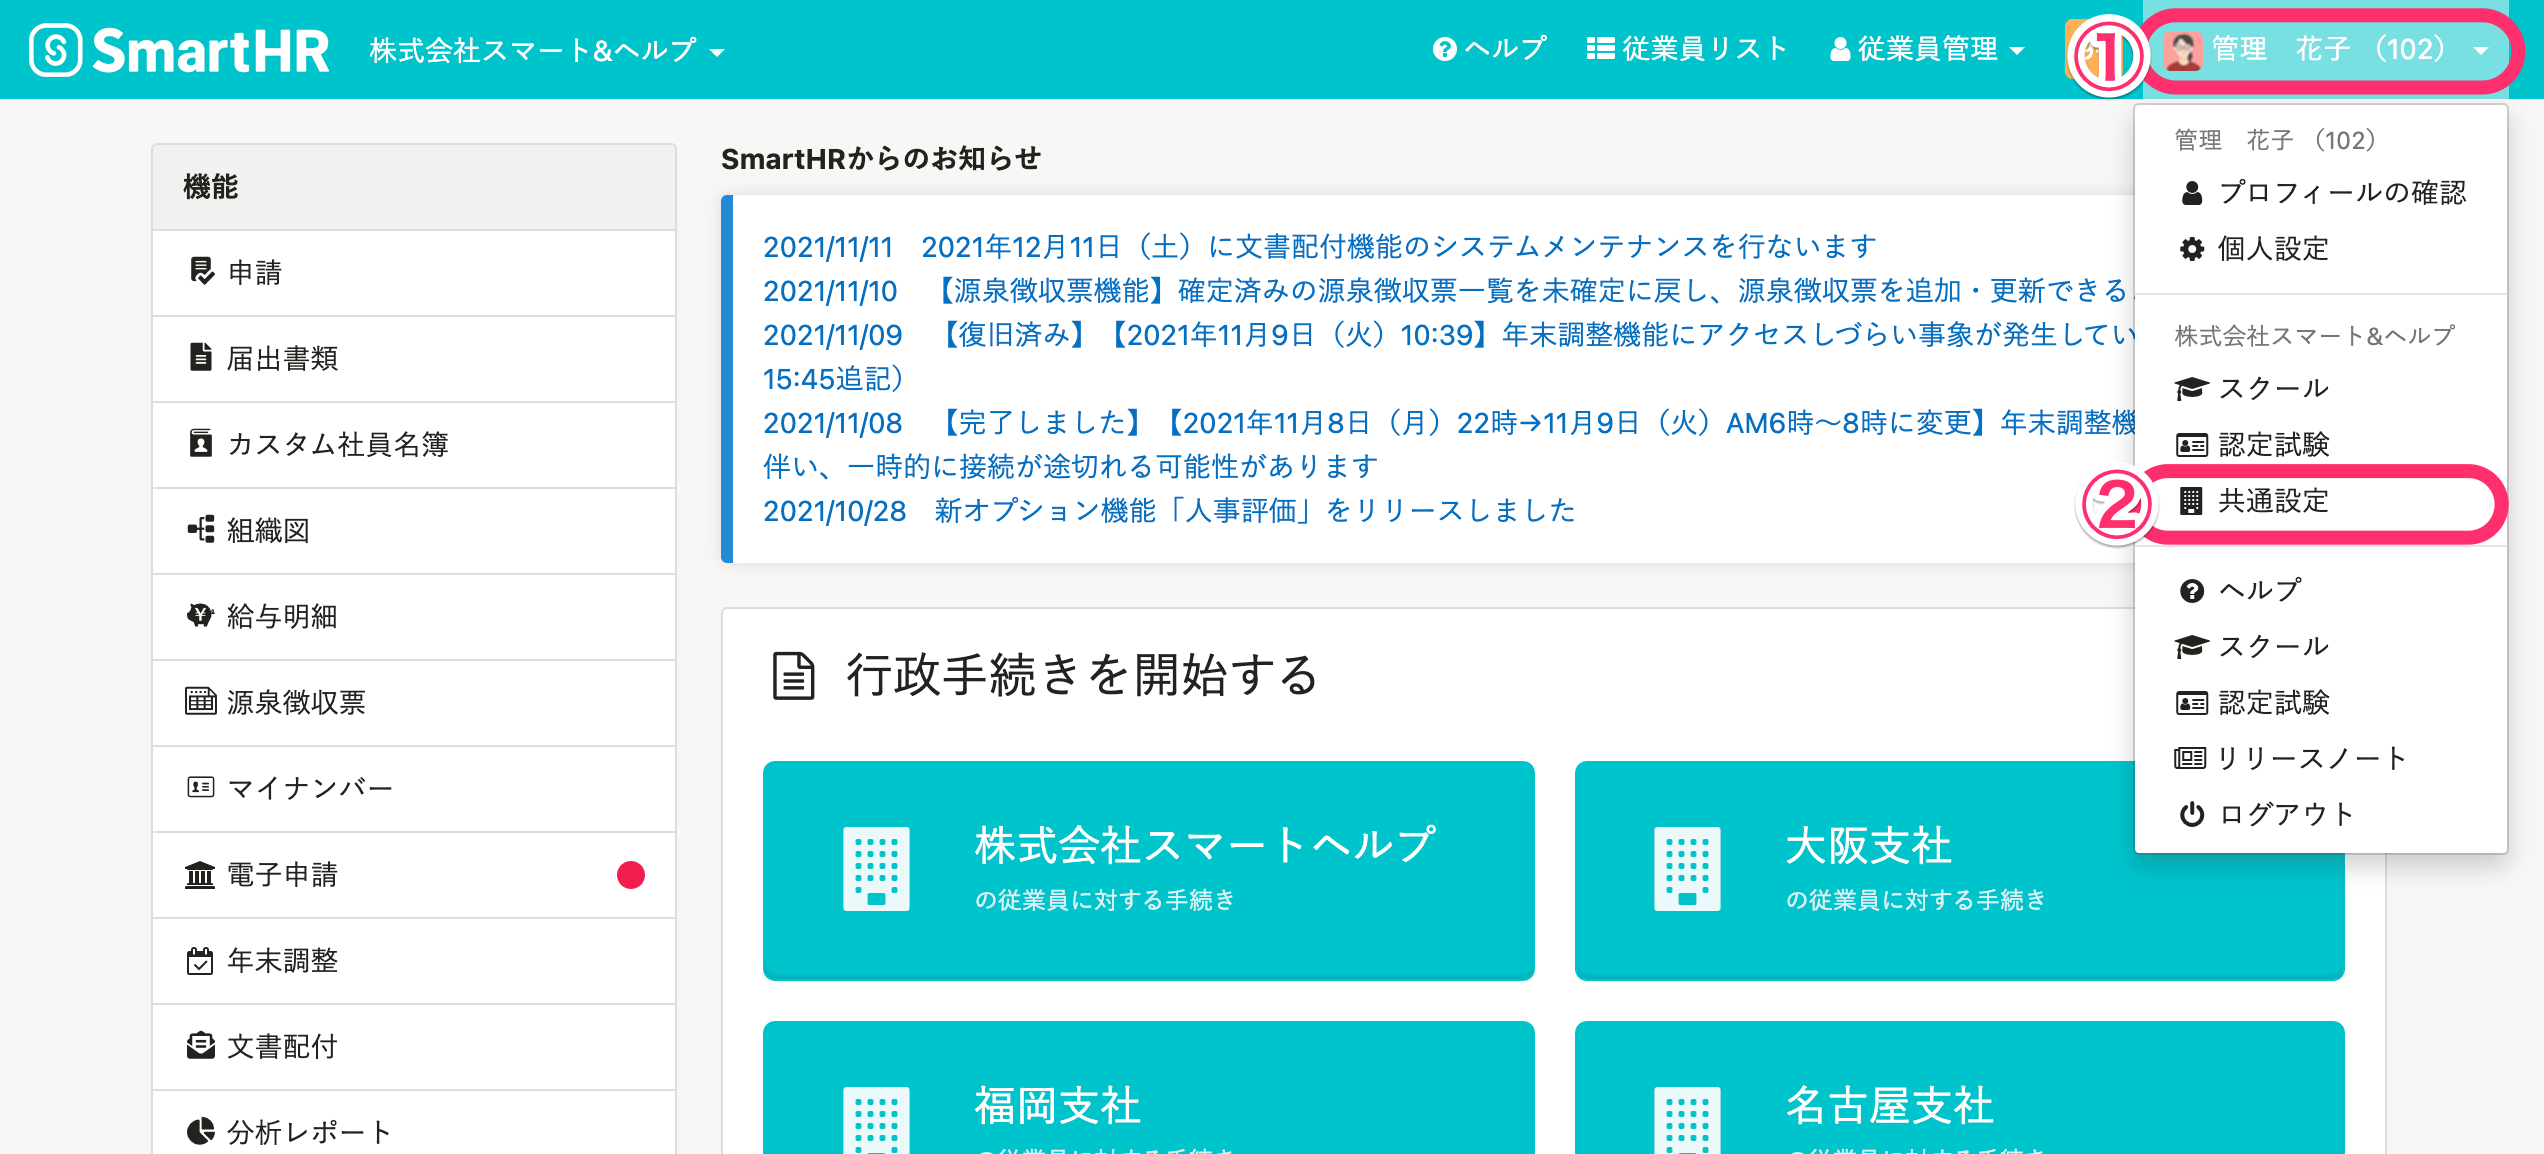 SmartHR 株式会社スマート&ヘルプ
ヘルプ 従業員リスト 従業員管理
① 管理 花子 （102）
機能
申請
届出書類
カスタム社員名簿
組織図
給与明細
源泉徴収票
マイナンバー
電子申請
年末調整
文書配付
分析レポート
SmartHRからのお知らせ
2021/11/11 2021年12月11日（土）に文書配付機能のシステムメンテナンスを行ないます
2021/11/10 【源泉徴収票機能】確定済みの源泉徴収票一覧を未確定に戻し、源泉徴収票を追加・更新できる
2021/11/09 【復旧済み】【2021年11月9日（火）10:39】年末調整機能にアクセスしづらい事象が発生してい
15:45追記）
2021/11/08 【完了しました】【2021年11月8日（月）22時→11月9日（火）AM6時〜8時に変更】年末調整機
伴い、一時的に接続が途切れる可能性があります
2021/10/28 新オプション機能「人事評価」をリリースしました
行政手続きを開始する
株式会社スマートヘルプ
の従業員に対する手続き
大阪支社
の従業員に対する手続き
福岡支社
の従業員に対する手続き
名古屋支社
の従業員に対する手続き
管理 花子 （102）
プロフィールの確認
個人設定
株式会社スマート&ヘルプ
スクール
認定試験
② 共通設定
ヘルプ
スクール
認定試験
リリースノート
ログアウト